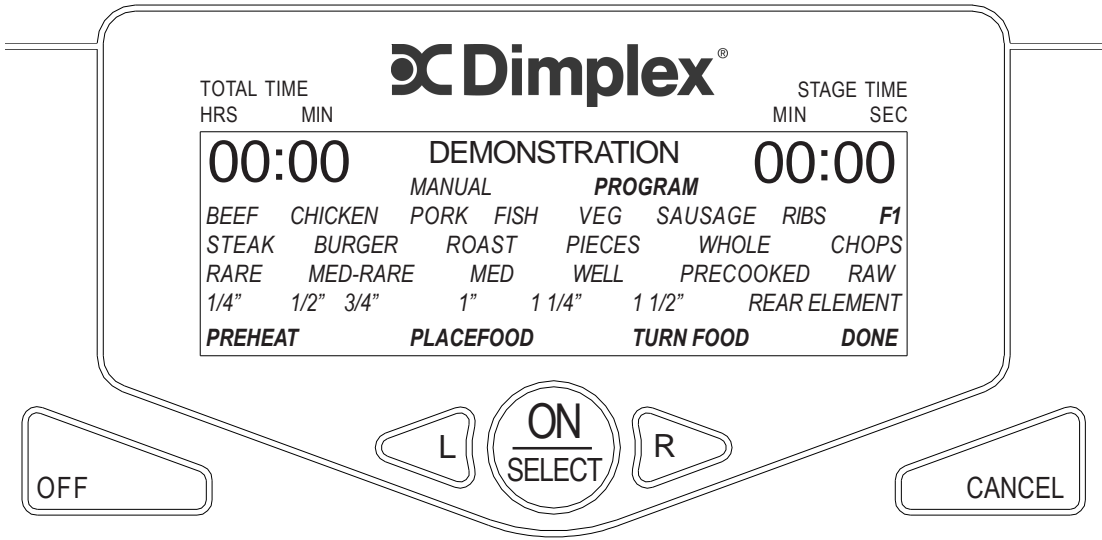 Dimplex®
TOTAL TIME STAGE TIME
HRS MIN MIN SEC
00:00 DEMONSTRATION 00:00
MANUAL PROGRAM
BEEF CHICKEN PORK FISH VEG SAUSAGE RIBS F1
STEAK BURGER ROAST PIECES WHOLE CHOPS
RARE MED-RARE MED WELL PRECOOKED RAW
1/4” 1/2” 3/4” 1” 1 1/4” 1 1/2” REAR ELEMENT
PREHEAT PLACEFOOD TURN FOOD DONE
OFF L ON R CANCEL
SELECT